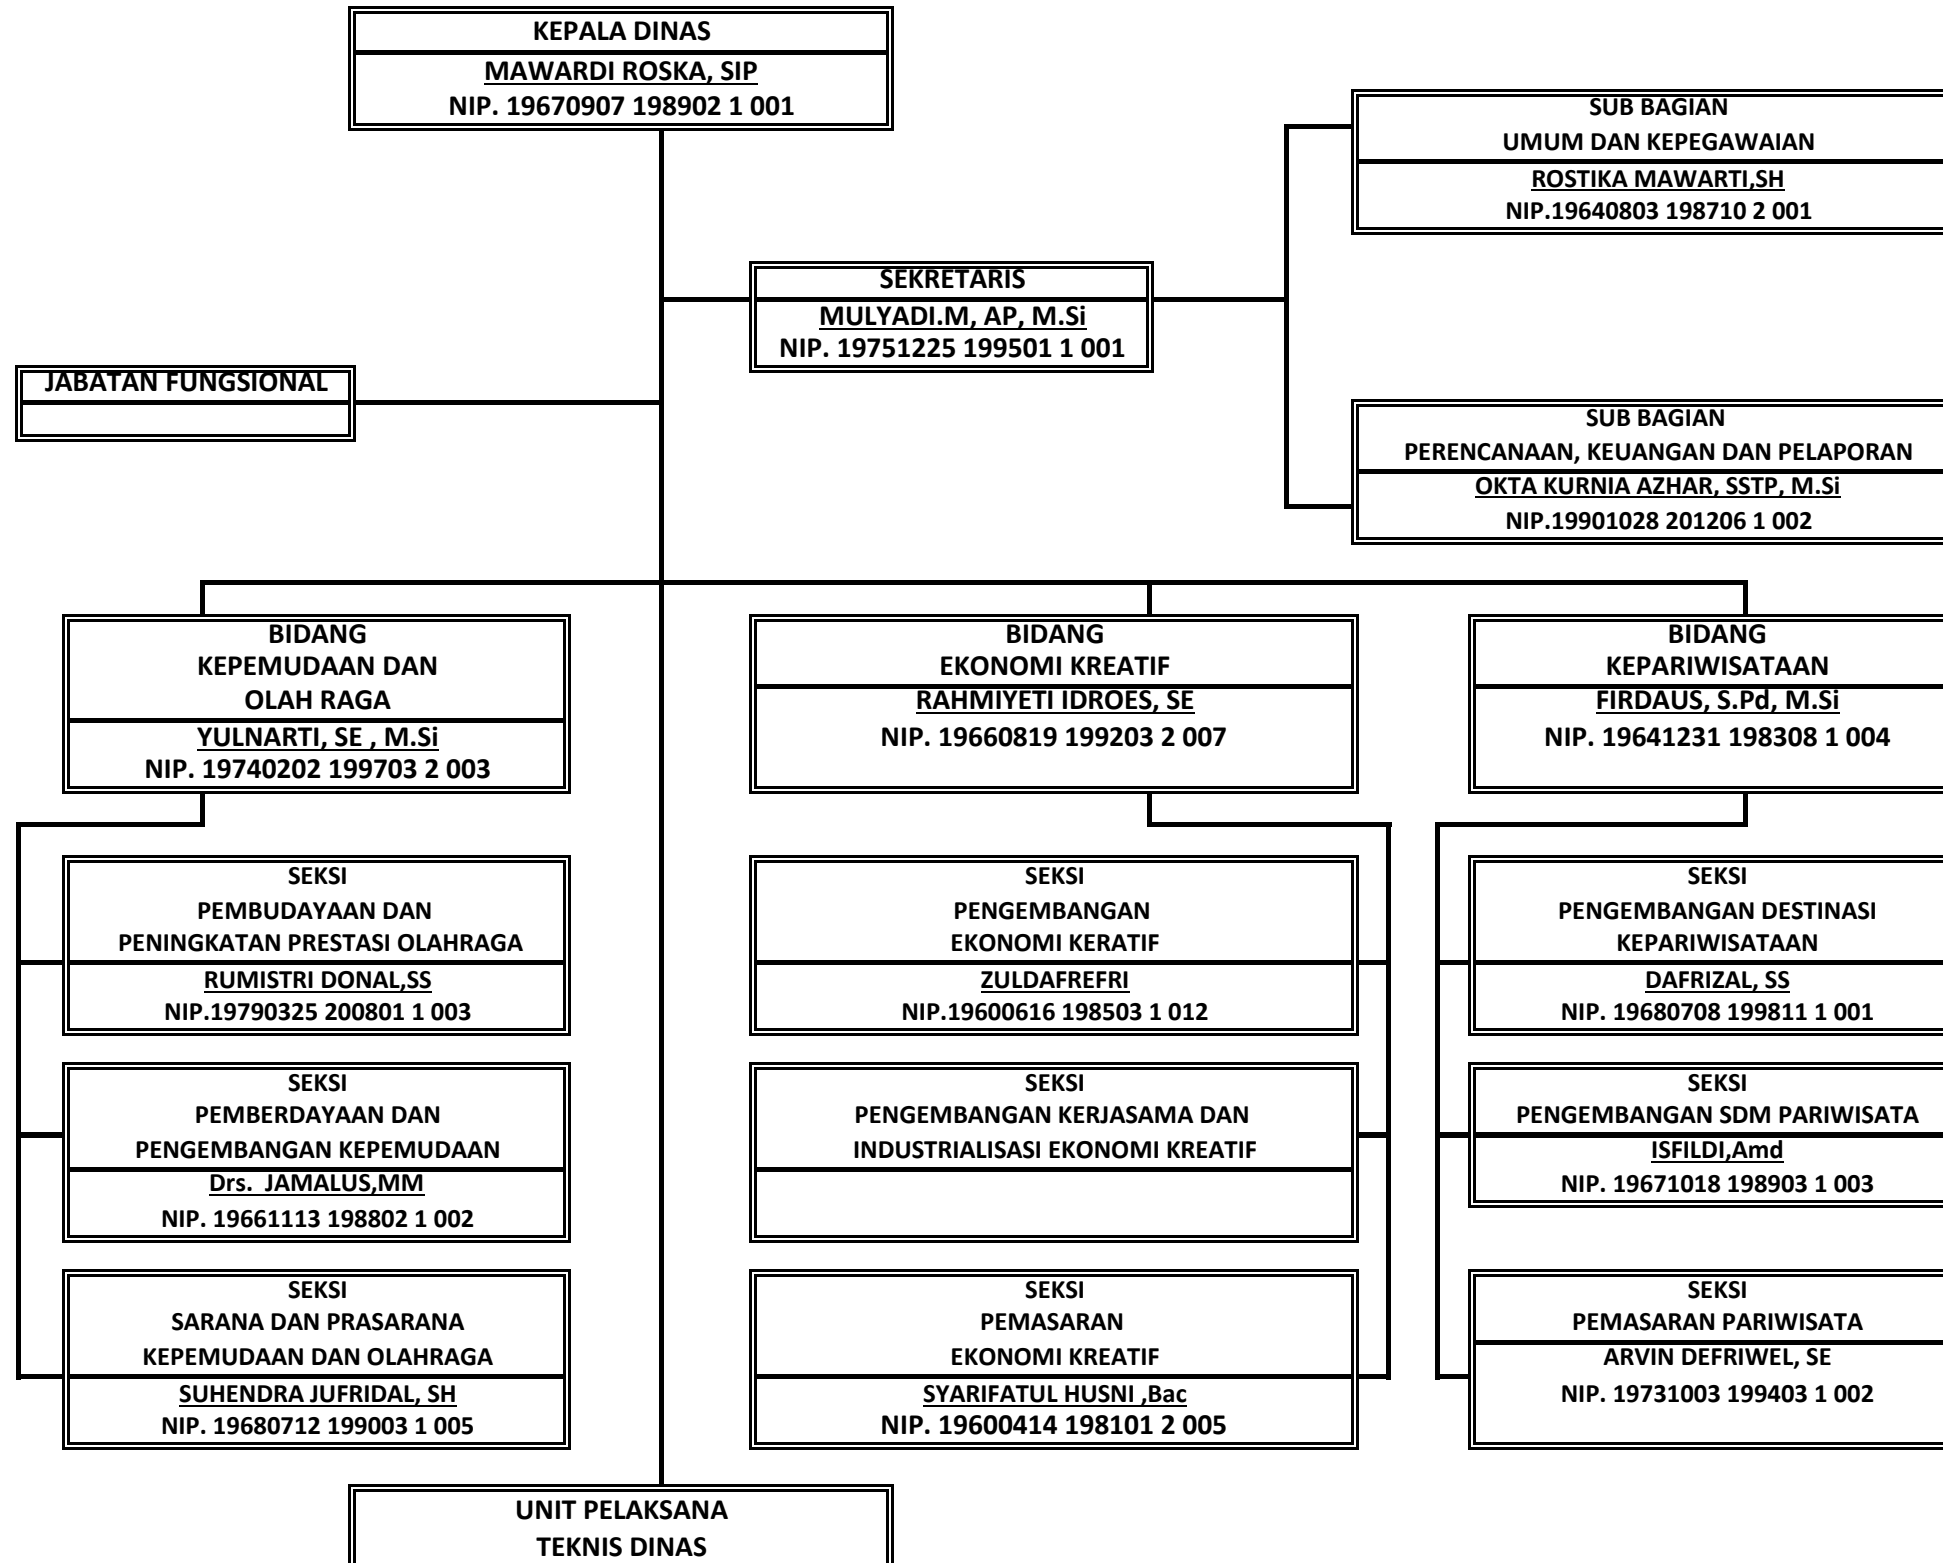 KEPALA DINAS
MAWARDI ROSKA, SIP
NIP. 19670907 198902 1 001
SUB BAGIAN
UMUM DAN KEPEGAWAIAN
ROSTIKA MAWARTI,SH
NIP.19640803 198710 2 001
SEKRETARIS
MULYADI.M, AP, M.Si
NIP. 19751225 199501 1 001
JABATAN FUNGSIONAL
SUB BAGIAN
PERENCANAAN, KEUANGAN DAN PELAPORAN
OKTA KURNIA AZHAR, SSTP, M.Si
NIP.19901028 201206 1 002
BIDANG
KEPEMUDAAN DAN
OLAH RAGA
YULNARTI, SE , M.Si
NIP. 19740202 199703 2 003
BIDANG
EKONOMI KREATIF
RAHMIYETI IDROES, SE
NIP. 19660819 199203 2 007
BIDANG
KEPARIWISATAAN
FIRDAUS, S.Pd, M.Si
NIP. 19641231 198308 1 004
SEKSI
PEMBUDAYAAN DAN
PENINGKATAN PRESTASI OLAHRAGA
RUMISTRI DONAL,SS
NIP.19790325 200801 1 003
SEKSI
PENGEMBANGAN
EKONOMI KERATIF
ZULDAFREFRI
NIP.19600616 198503 1 012
SEKSI
PENGEMBANGAN DESTINASI
KEPARIWISATAAN
DAFRIZAL, SS
NIP. 19680708 199811 1 001
SEKSI
PEMBERDAYAAN DAN
PENGEMBANGAN KEPEMUDAAN
Drs.  JAMALUS,MM
NIP. 19661113 198802 1 002
SEKSI
PENGEMBANGAN KERJASAMA DAN
INDUSTRIALISASI EKONOMI KREATIF
SEKSI
PENGEMBANGAN SDM PARIWISATA
ISFILDI,Amd
NIP. 19671018 198903 1 003
SEKSI
SARANA DAN PRASARANA
KEPEMUDAAN DAN OLAHRAGA
SUHENDRA JUFRIDAL, SH
NIP. 19680712 199003 1 005
SEKSI
PEMASARAN
EKONOMI KREATIF
SYARIFATUL HUSNI ,Bac
NIP. 19600414 198101 2 005
SEKSI
PEMASARAN PARIWISATA
ARVIN DEFRIWEL, SE
NIP. 19731003 199403 1 002
UNIT PELAKSANA
TEKNIS DINAS